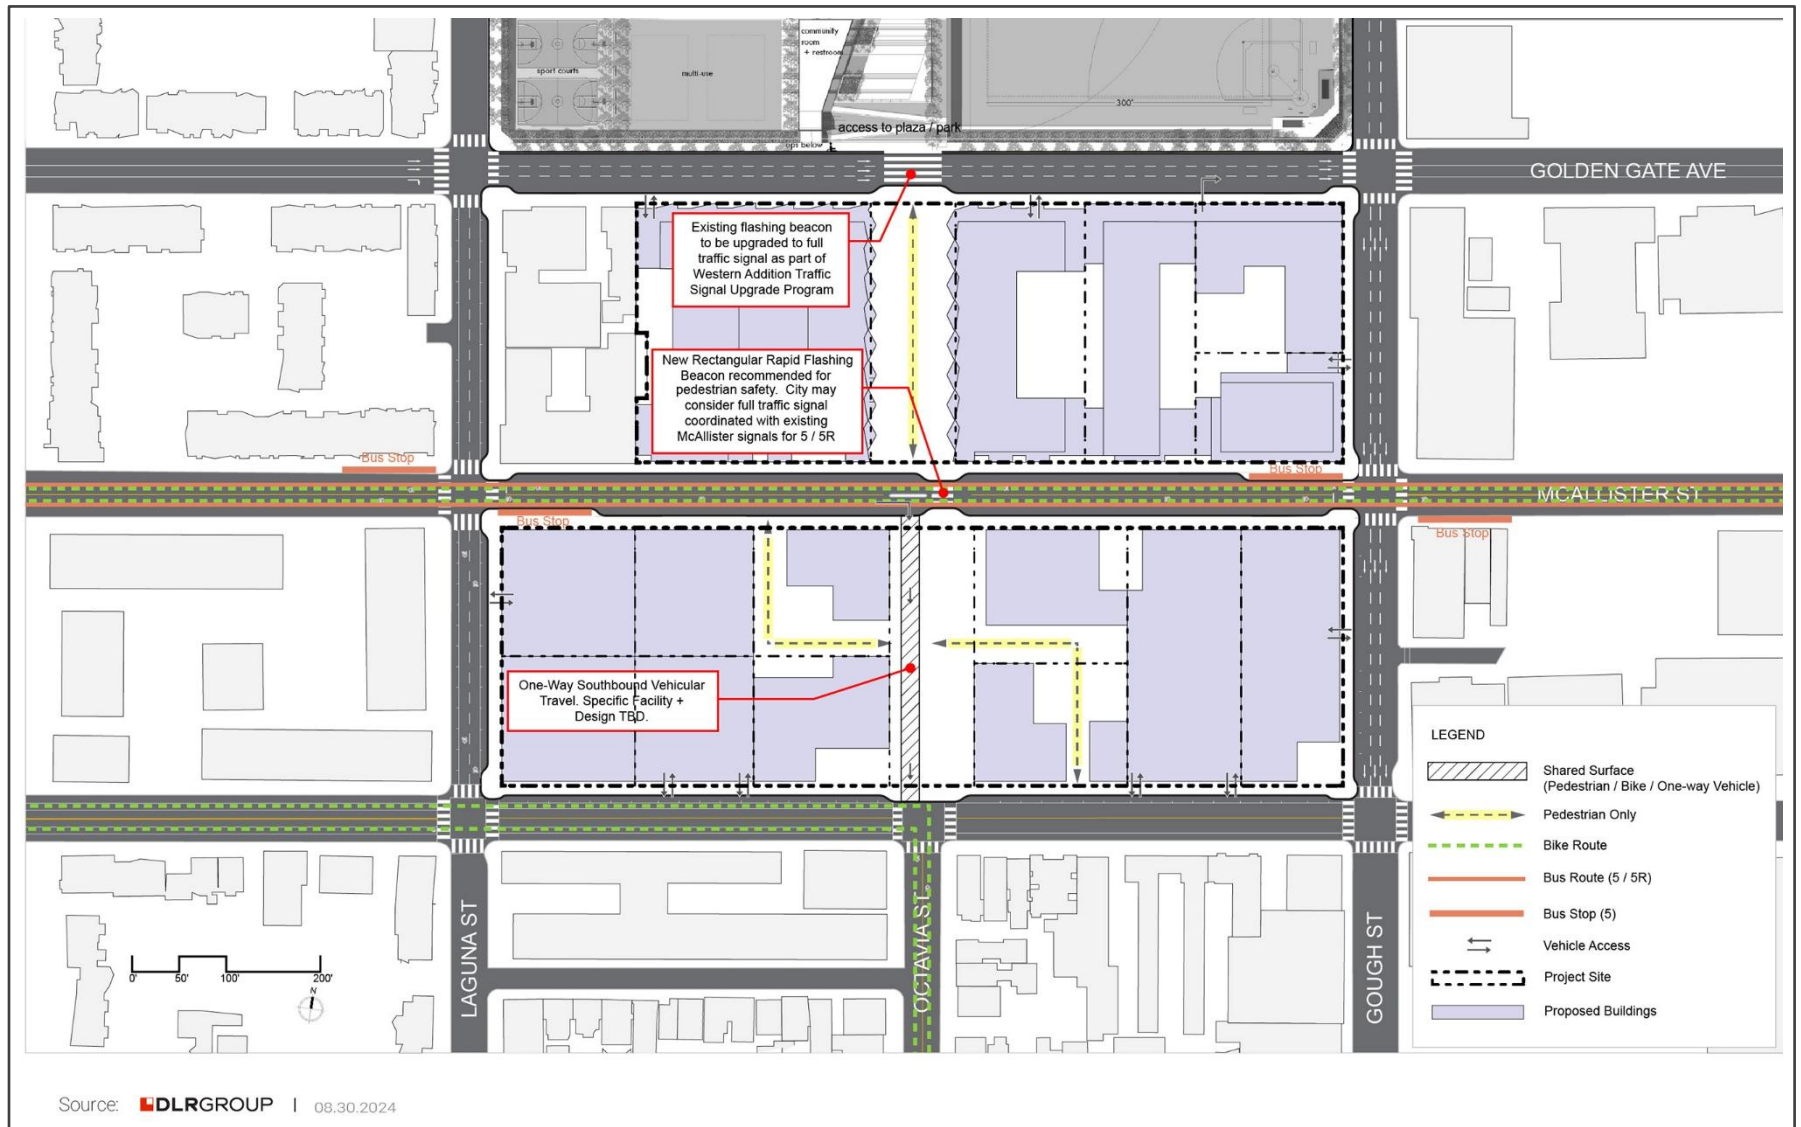 community
room
+ restroom
sport courts
multi-use
300'
access to plaza / park
ops below
GOLDEN GATE AVE
Existing flashing beacon
to be upgraded to full
traffic signal as part of
Western Addition Traffic
Signal Upgrade Program
New Rectangular Rapid Flashing
Beacon recommended for
pedestrian safety. City may
consider full traffic signal
coordinated with existing
McAllister signals for 5 / 5R
Bus Stop
Bus Stop
MCALLISTER ST
Bus Stop
Bus Stop
One-Way Southbound Vehicular
Travel. Specific Facility +
Design TBD.
LAGUNA ST
OCTAVIA ST
GOUGH ST
LEGEND
Shared Surface
(Pedestrian / Bike / One-way Vehicle)
Pedestrian Only
Bike Route
Bus Route (5 / 5R)
Bus Stop (5)
Vehicle Access
Project Site
Proposed Buildings
0' 50' 100' 200'
N
Source: DLRGROUP | 08.30.2024